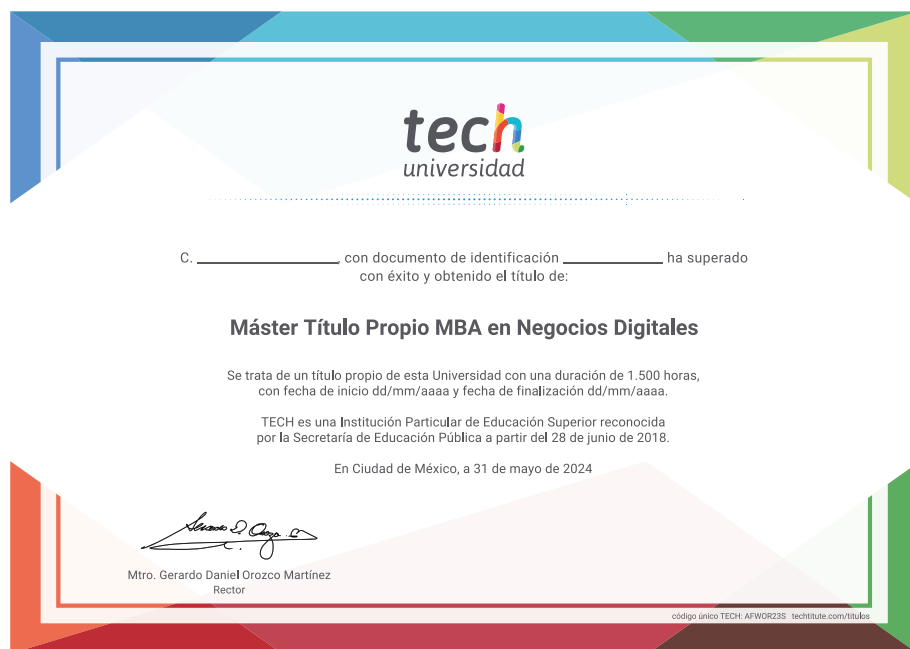 tech
universidad
C. ____________, con documento de identificación ____________ ha superado
con éxito y obtenido el título de:
Máster Título Propio MBA en Negocios Digitales
Se trata de un título propio de esta Universidad con una duración de 1.500 horas,
con fecha de inicio dd/mm/aaaa y fecha de finalización dd/mm/aaaa.
TECH es una Institución Particular de Educación Superior reconocida
por la Secretaría de Educación Pública a partir del 28 de junio de 2018.
En Ciudad de México, a 31 de mayo de 2024
Mtro. Gerardo Daniel Orozco Martínez
Rector
código único TECH: AFWOR23S techtitute.com/titulos